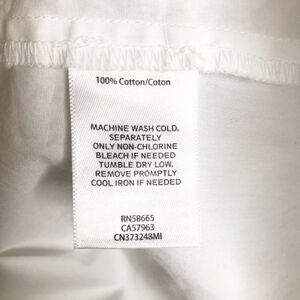 100% Cotton/Coton
MACHINE WASH COLD.
SEPARATELY
ONLY NON-CHLORINE
BLEACH IF NEEDED
TUMBLE DRY LOW.
REMOVE PROMPTLY
COOL IRON IF NEEDED
RN58665
CA57963
CN373248MI